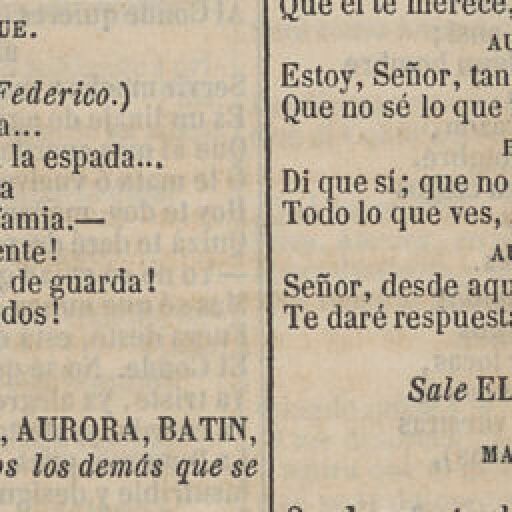 UE.
Federico.)
a...
la espada...
a
famia.—
ente!
de guarda!
dos!
, AURORA, BATIN,
os los demás que se
Que él te merece,
AU
Estoy, Señor, tan
Que no sé lo que
Di que sí; que no
Todo lo que ves,
AU
Señor, desde aqu
Te daré respuesta
Sale EL
MA